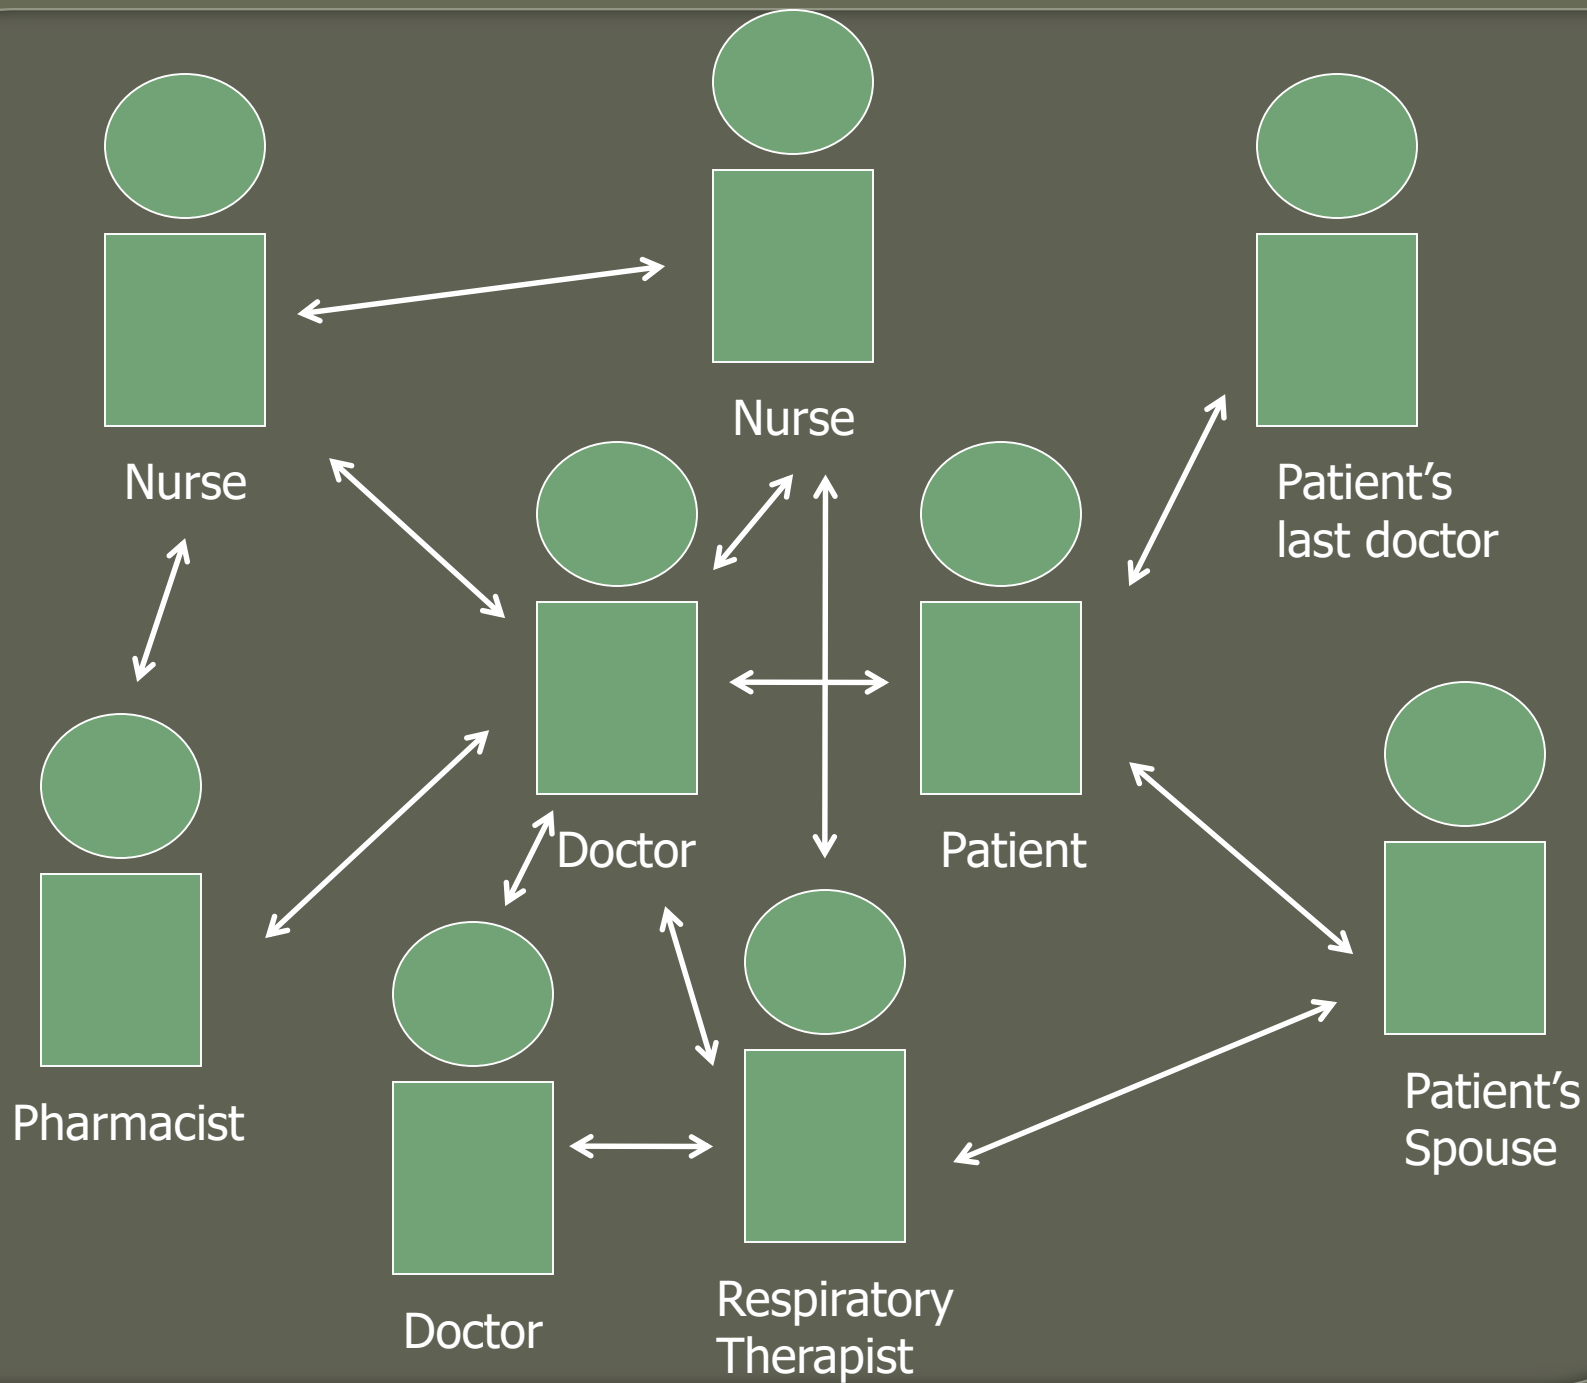 Nurse
Nurse
Patient’s
last doctor
Doctor
Patient
Pharmacist
Patient’s
Spouse
Doctor
Respiratory
Therapist